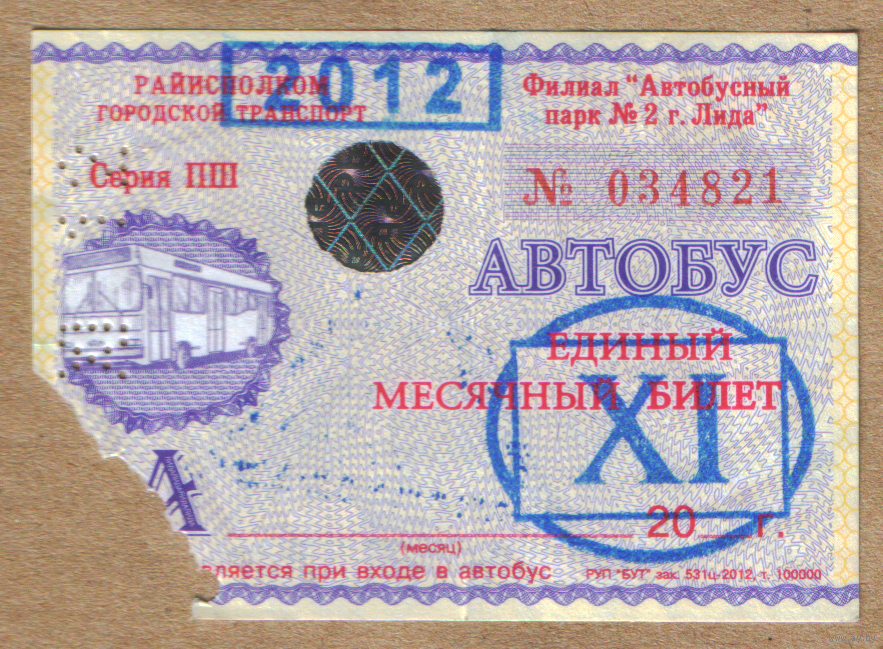 2012
РАЙИСПОЛКОМ
ГОРОДСКОЙ ТРАНСПОРТ
Филиал "Автобусный
парк № 2 г. Лида"
Серия ПШ
№ 034821
АВТОБУС
ЕДИНЫЙ
МЕСЯЧНЫЙ БИЛЕТ
XI
20 г.
(месяц)
вляется при входе в автобус
РУП "БУТ" зак. 531ц-2012, т. 100000